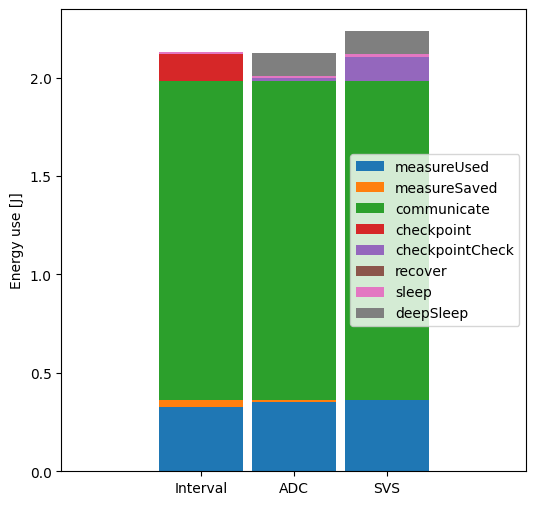 Energy use [J]
2.0
1.5
1.0
0.5
0.0
measureUsed
measureSaved
communicate
checkpoint
checkpointCheck
recover
sleep
deepSleep
Interval
ADC
SVS